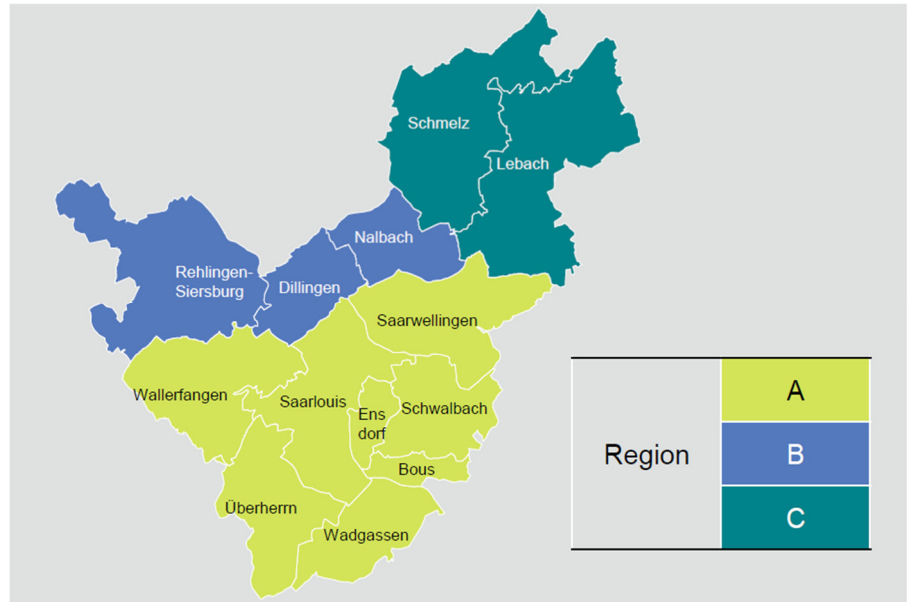 Schmelz
Lebach
Nalbach
Rehlingen-
Siersburg
Dillingen
Saarwellingen
Wallerfangen
Saarlouis
Ens
dorf
Schwalbach
Bous
Überherrn
Wadgassen
Region
A
B
C